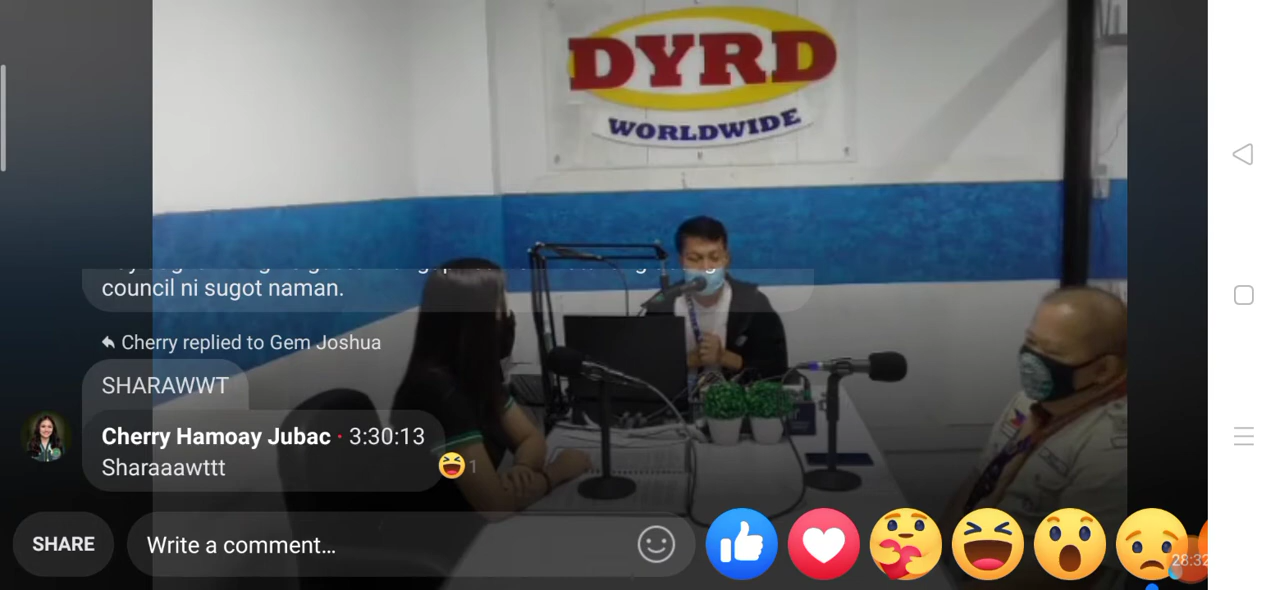 DYRD
WORLDWIDE
council ni sugot naman.
Cherry replied to Gem Joshua
SHARAWWT
Cherry Hamoay Jubac · 3:30:13
Sharaaawttt
1
SHARE
Write a comment...
28:32